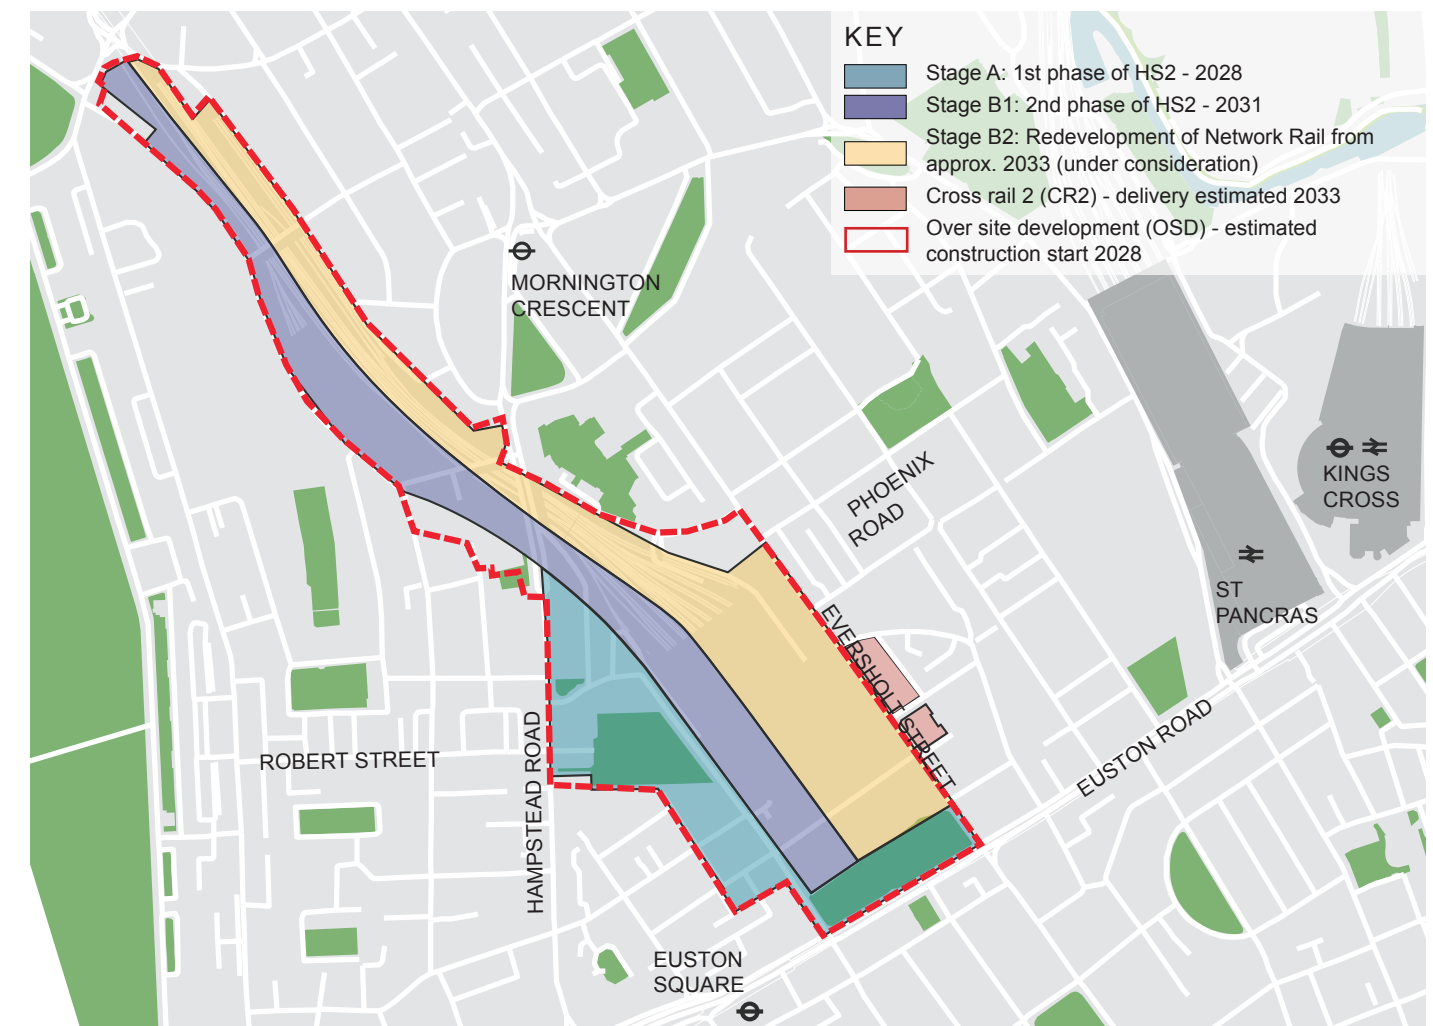 KEY
Stage A: 1st phase of HS2 - 2028
Stage B1: 2nd phase of HS2 - 2031
Stage B2: Redevelopment of Network Rail from
approx. 2033 (under consideration)
Cross rail 2 (CR2) - delivery estimated 2033
Over site development (OSD) - estimated
construction start 2028
MORNINGTON
CRESCENT
PHOENIX
ROAD
KINGS
CROSS
ST
PANCRAS
EVERSHOLT STREET
EUSTON ROAD
ROBERT STREET
HAMPSTEAD ROAD
EUSTON
SQUARE